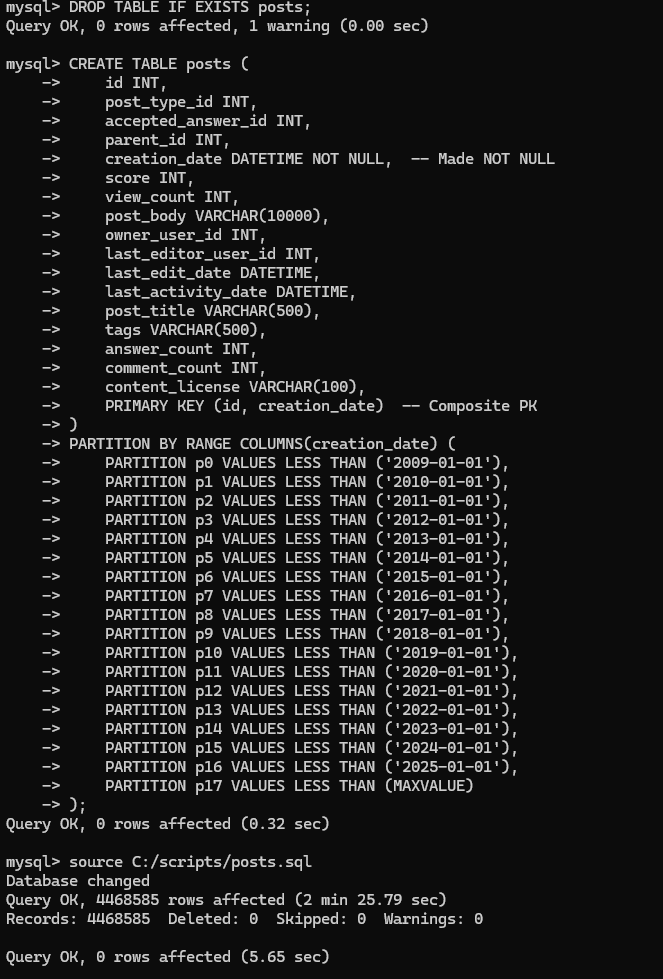 mysql> DROP TABLE IF EXISTS posts;
Query OK, 0 rows affected, 1 warning (0.00 sec)

mysql> CREATE TABLE posts (
    ->     id INT,
    ->     post_type_id INT,
    ->     accepted_answer_id INT,
    ->     parent_id INT,
    ->     creation_date DATETIME NOT NULL,  -- Made NOT NULL
    ->     score INT,
    ->     view_count INT,
    ->     post_body VARCHAR(10000),
    ->     owner_user_id INT,
    ->     last_editor_user_id INT,
    ->     last_edit_date DATETIME,
    ->     last_activity_date DATETIME,
    ->     post_title VARCHAR(500),
    ->     tags VARCHAR(500),
    ->     answer_count INT,
    ->     comment_count INT,
    ->     content_license VARCHAR(100),
    ->     PRIMARY KEY (id, creation_date)  -- Composite PK
    -> )
    -> PARTITION BY RANGE COLUMNS(creation_date) (
    ->     PARTITION p0 VALUES LESS THAN ('2009-01-01'),
    ->     PARTITION p1 VALUES LESS THAN ('2010-01-01'),
    ->     PARTITION p2 VALUES LESS THAN ('2011-01-01'),
    ->     PARTITION p3 VALUES LESS THAN ('2012-01-01'),
    ->     PARTITION p4 VALUES LESS THAN ('2013-01-01'),
    ->     PARTITION p5 VALUES LESS THAN ('2014-01-01'),
    ->     PARTITION p6 VALUES LESS THAN ('2015-01-01'),
    ->     PARTITION p7 VALUES LESS THAN ('2016-01-01'),
    ->     PARTITION p8 VALUES LESS THAN ('2017-01-01'),
    ->     PARTITION p9 VALUES LESS THAN ('2018-01-01'),
    ->     PARTITION p10 VALUES LESS THAN ('2019-01-01'),
    ->     PARTITION p11 VALUES LESS THAN ('2020-01-01'),
    ->     PARTITION p12 VALUES LESS THAN ('2021-01-01'),
    ->     PARTITION p13 VALUES LESS THAN ('2022-01-01'),
    ->     PARTITION p14 VALUES LESS THAN ('2023-01-01'),
    ->     PARTITION p15 VALUES LESS THAN ('2024-01-01'),
    ->     PARTITION p16 VALUES LESS THAN ('2025-01-01'),
    ->     PARTITION p17 VALUES LESS THAN (MAXVALUE)
    -> );
Query OK, 0 rows affected (0.32 sec)

mysql> source C:/scripts/posts.sql
Database changed
Query OK, 4468585 rows affected (2 min 25.79 sec)
Records: 4468585  Deleted: 0  Skipped: 0  Warnings: 0

Query OK, 0 rows affected (5.65 sec)